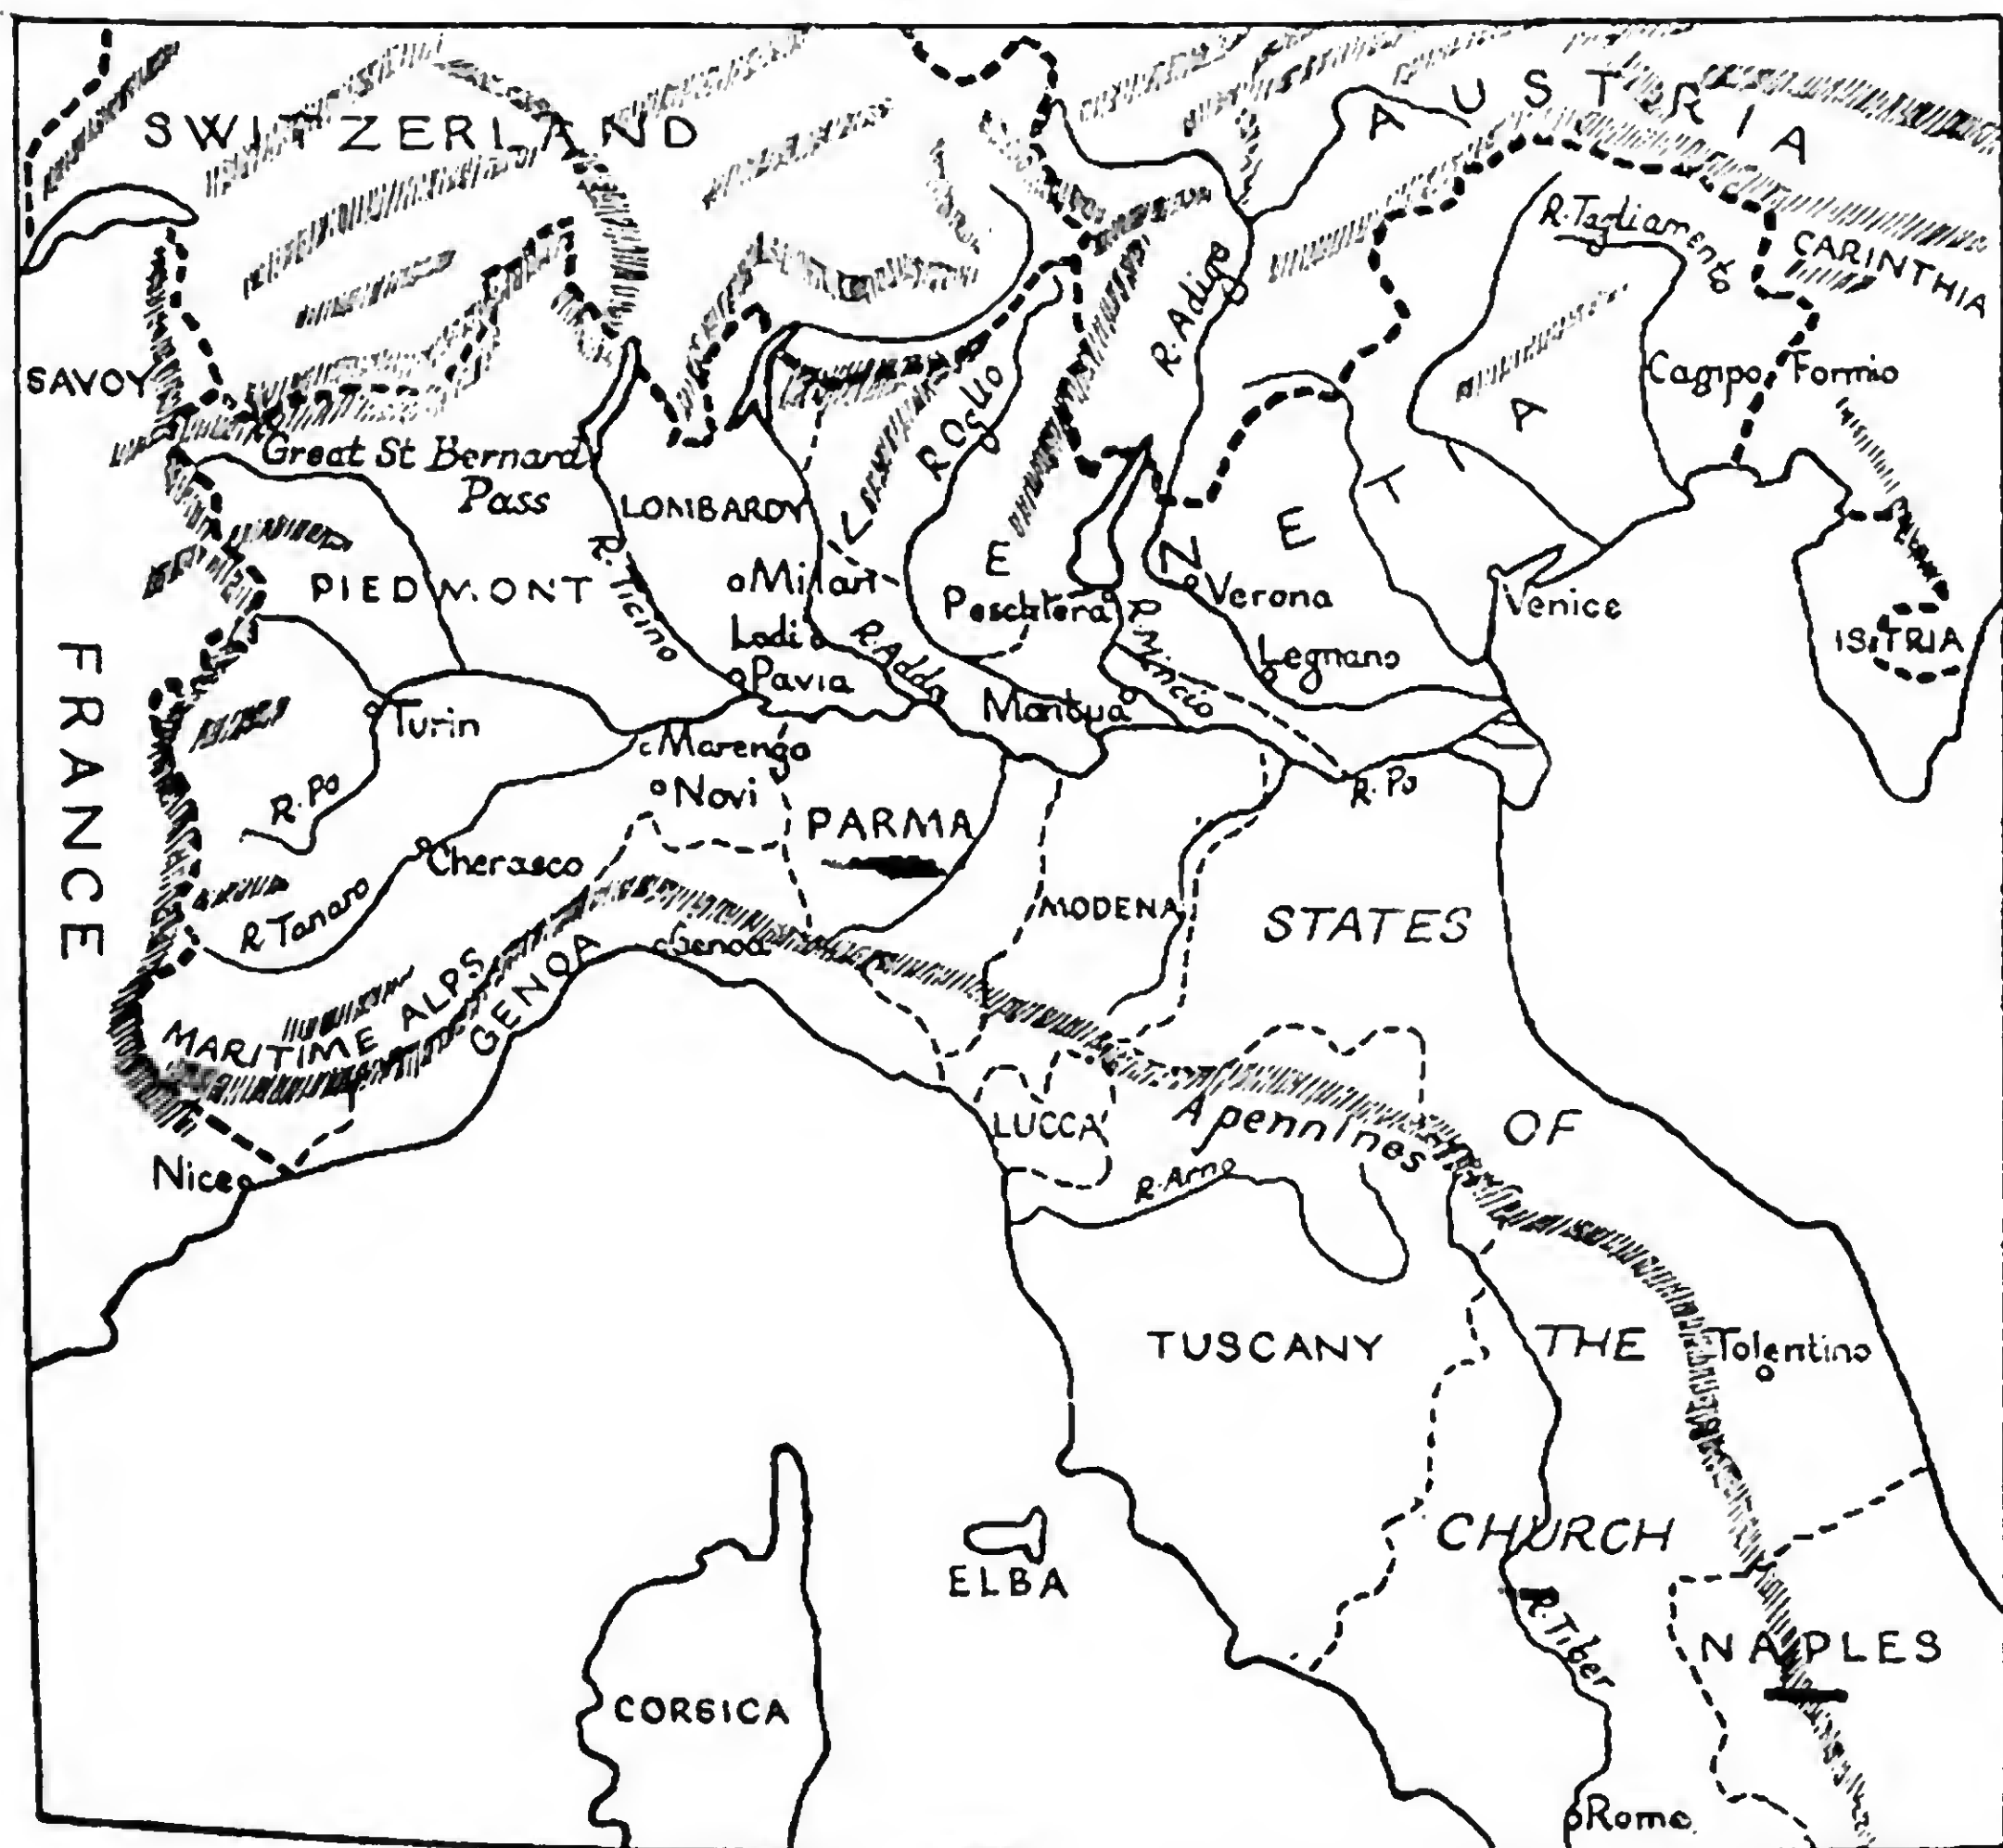 SWITZERLAND
AUSTRIA
R. Tagliamento
CARINTHIA
R. Adige
SAVOY
Campo Formio
R. Oglio
Great St Bernard
Pass
LOMBARDY
VENETIA
PIEDMONT
R. Ticino
Milan
Peschiera
Verona
Venice
Lodi
R. Adda
R. Mincio
Legnano
ISTRIA
FRANCE
Pavia
Mantua
Turin
Marengo
R. Po
R. Po
Novi
PARMA
Cherasco
R. Tanaro
MODENA
STATES
Genoa
MARITIME ALPS
GENOA
LUCCA
Apennines
OF
Nice
R. Arno
TUSCANY
THE
Tolentino
CHURCH
ELBA
R. Tiber
NAPLES
CORSICA
Rome